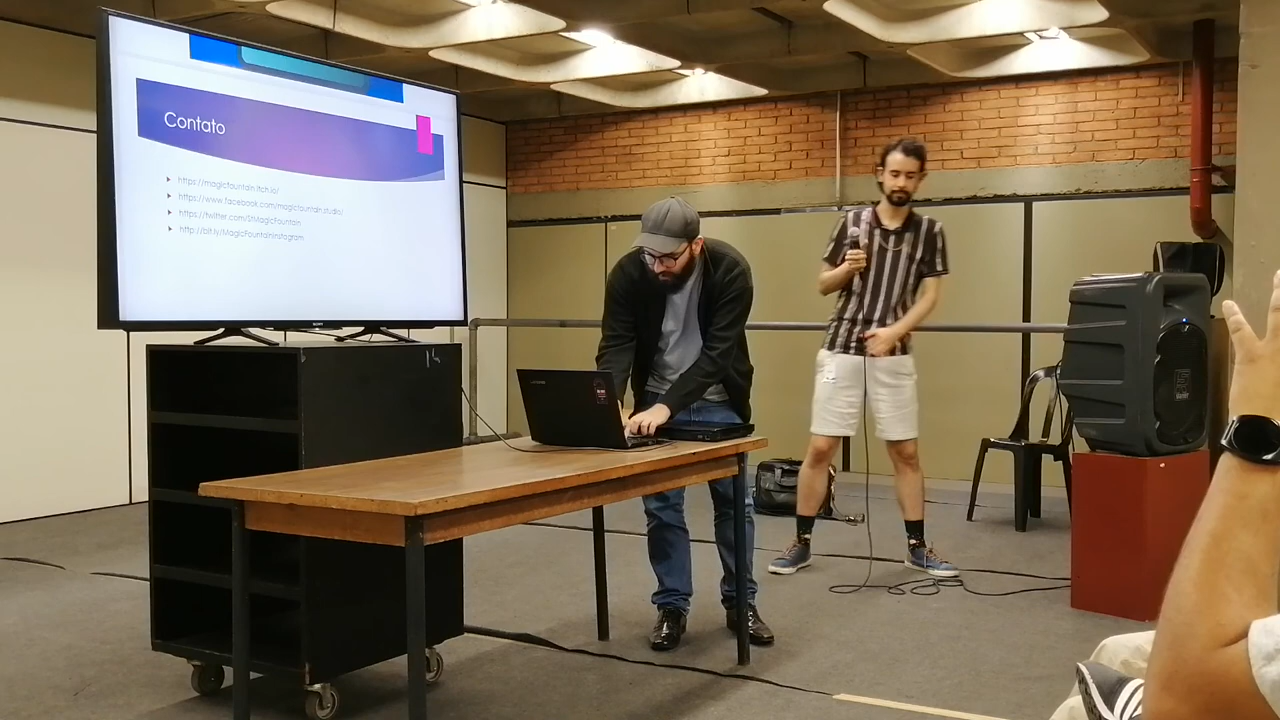 Contato
https://magicfountain.itch.io/
https://www.facebook.com/magicfountain.studio/
https://twitter.com/StMagicFountain
http://bit.ly/MagicFountainInstagram
SONY